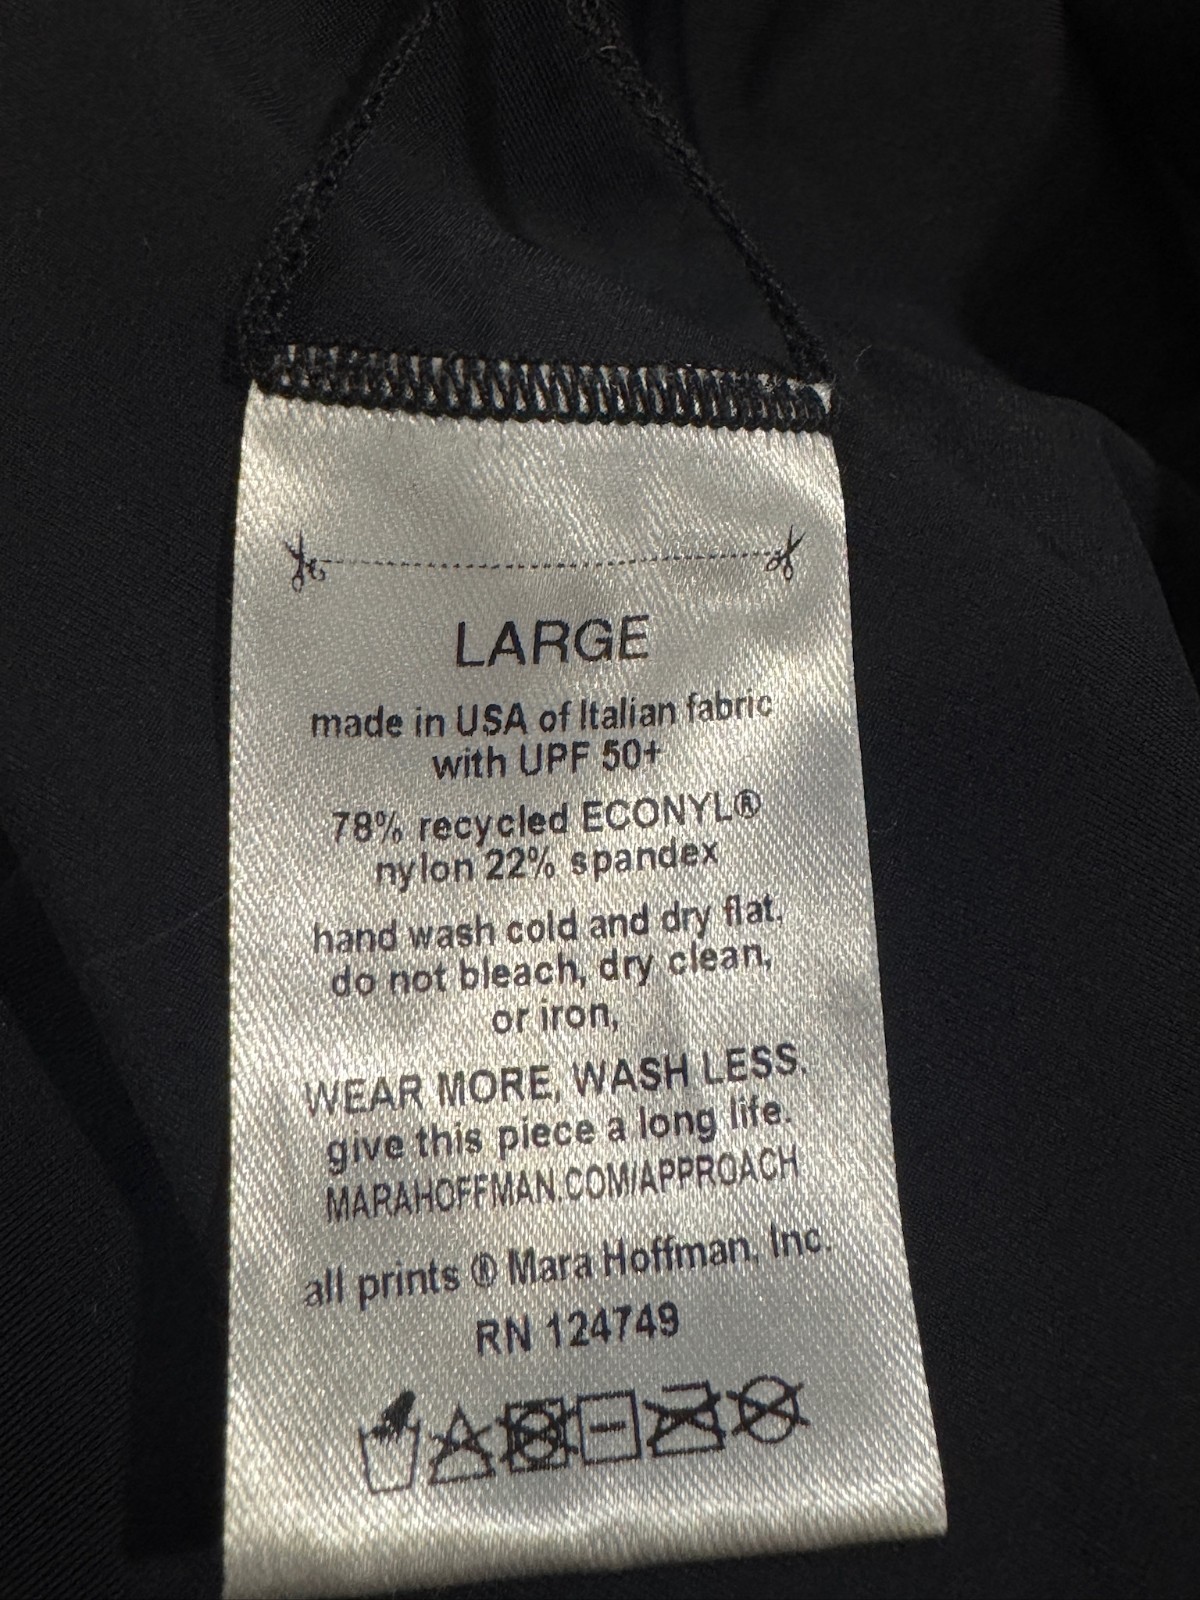 LARGE
made in USA of Italian fabric
with UPF 50+
78% recycled ECONYL®
nylon 22% spandex
hand wash cold and dry flat.
do not bleach, dry clean,
or iron,
WEAR MORE, WASH LESS.
give this piece a long life.
MARAHOFFMAN.COM/APPROACH
all prints ® Mara Hoffman, Inc.
RN 124749